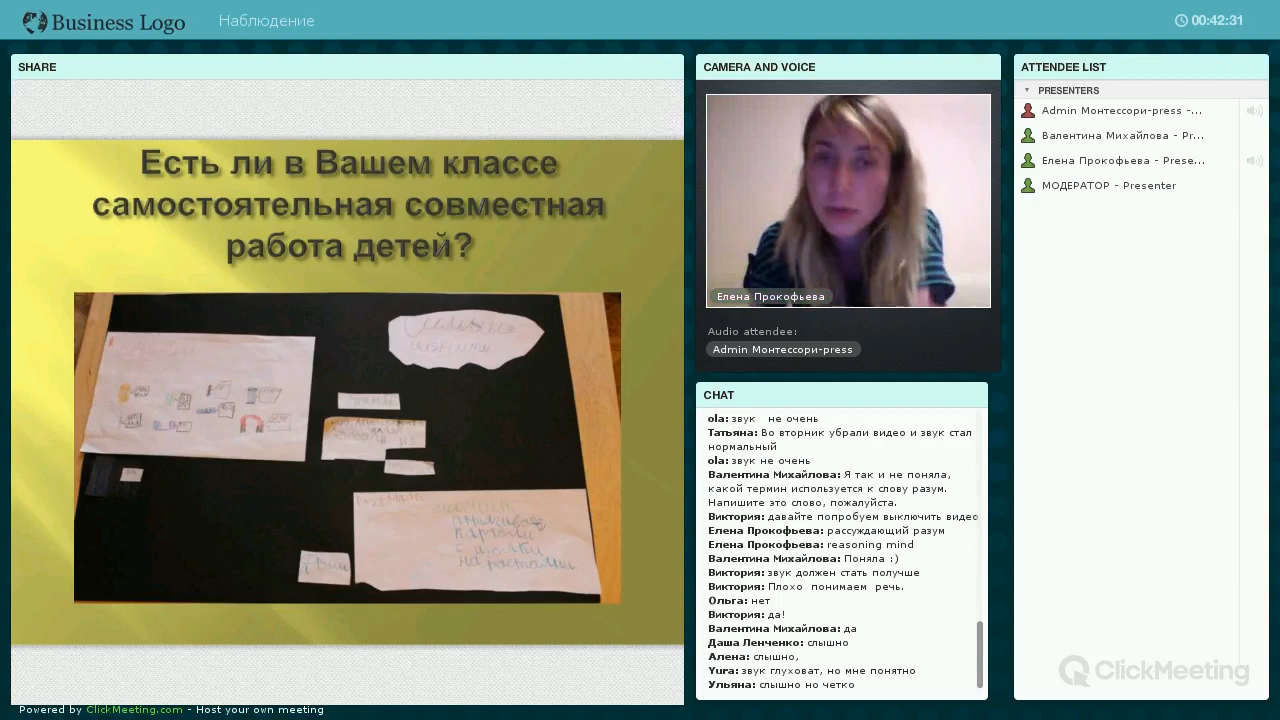 Business Logo
Наблюдение
00:42:31
SHARE
Есть ли в Вашем классе
самостоятельная совместная
работа детей?
магнит
притягивает
на растоянии
CAMERA AND VOICE
Елена Прокофьева
Audio attendee:
Admin Монтессори-press
CHAT
ola: звук не очень
Татьяна: Во вторник убрали видео и звук стал
нормальный
ola: звук не очень
Валентина Михайлова: Я так и не поняла,
какой термин используется к слову разум.
Напишите это слово, пожалуйста.
Виктория: давайте попробуем выключить видео
Елена Прокофьева: рассуждающий разум
Елена Прокофьева: reasoning mind
Валентина Михайлова: Поняла :)
Виктория: звук должен стать получше
Виктория: Плохо понимаем речь.
Ольга: нет
Виктория: да!
Валентина Михайлова: да
Даша Ленченко: слышно
Алена: слышно,
Yura: звук глуховат, но мне понятно
Ульяна: слышно но четко
ATTENDEE LIST
PRESENTERS
Admin Монтессори-press -...
Валентина Михайлова - Pr...
Елена Прокофьева - Prese...
МОДЕРАТОР - Presenter
ClickMeeting
Powered by ClickMeeting.com - Host your own meeting